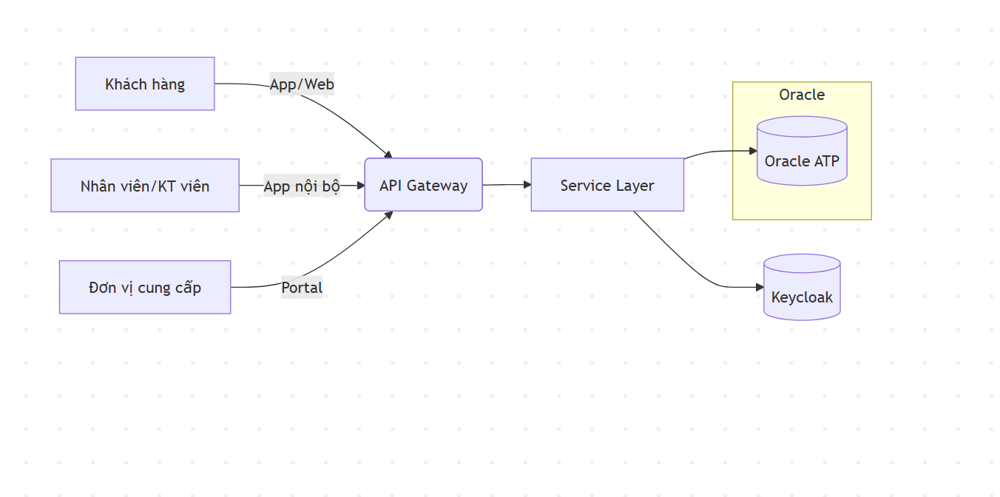 Khách hàng
App/Web
Nhân viên/KT viên
App nội bộ
Đơn vị cung cấp
Portal
API Gateway
Service Layer
Oracle
Oracle ATP
Keycloak